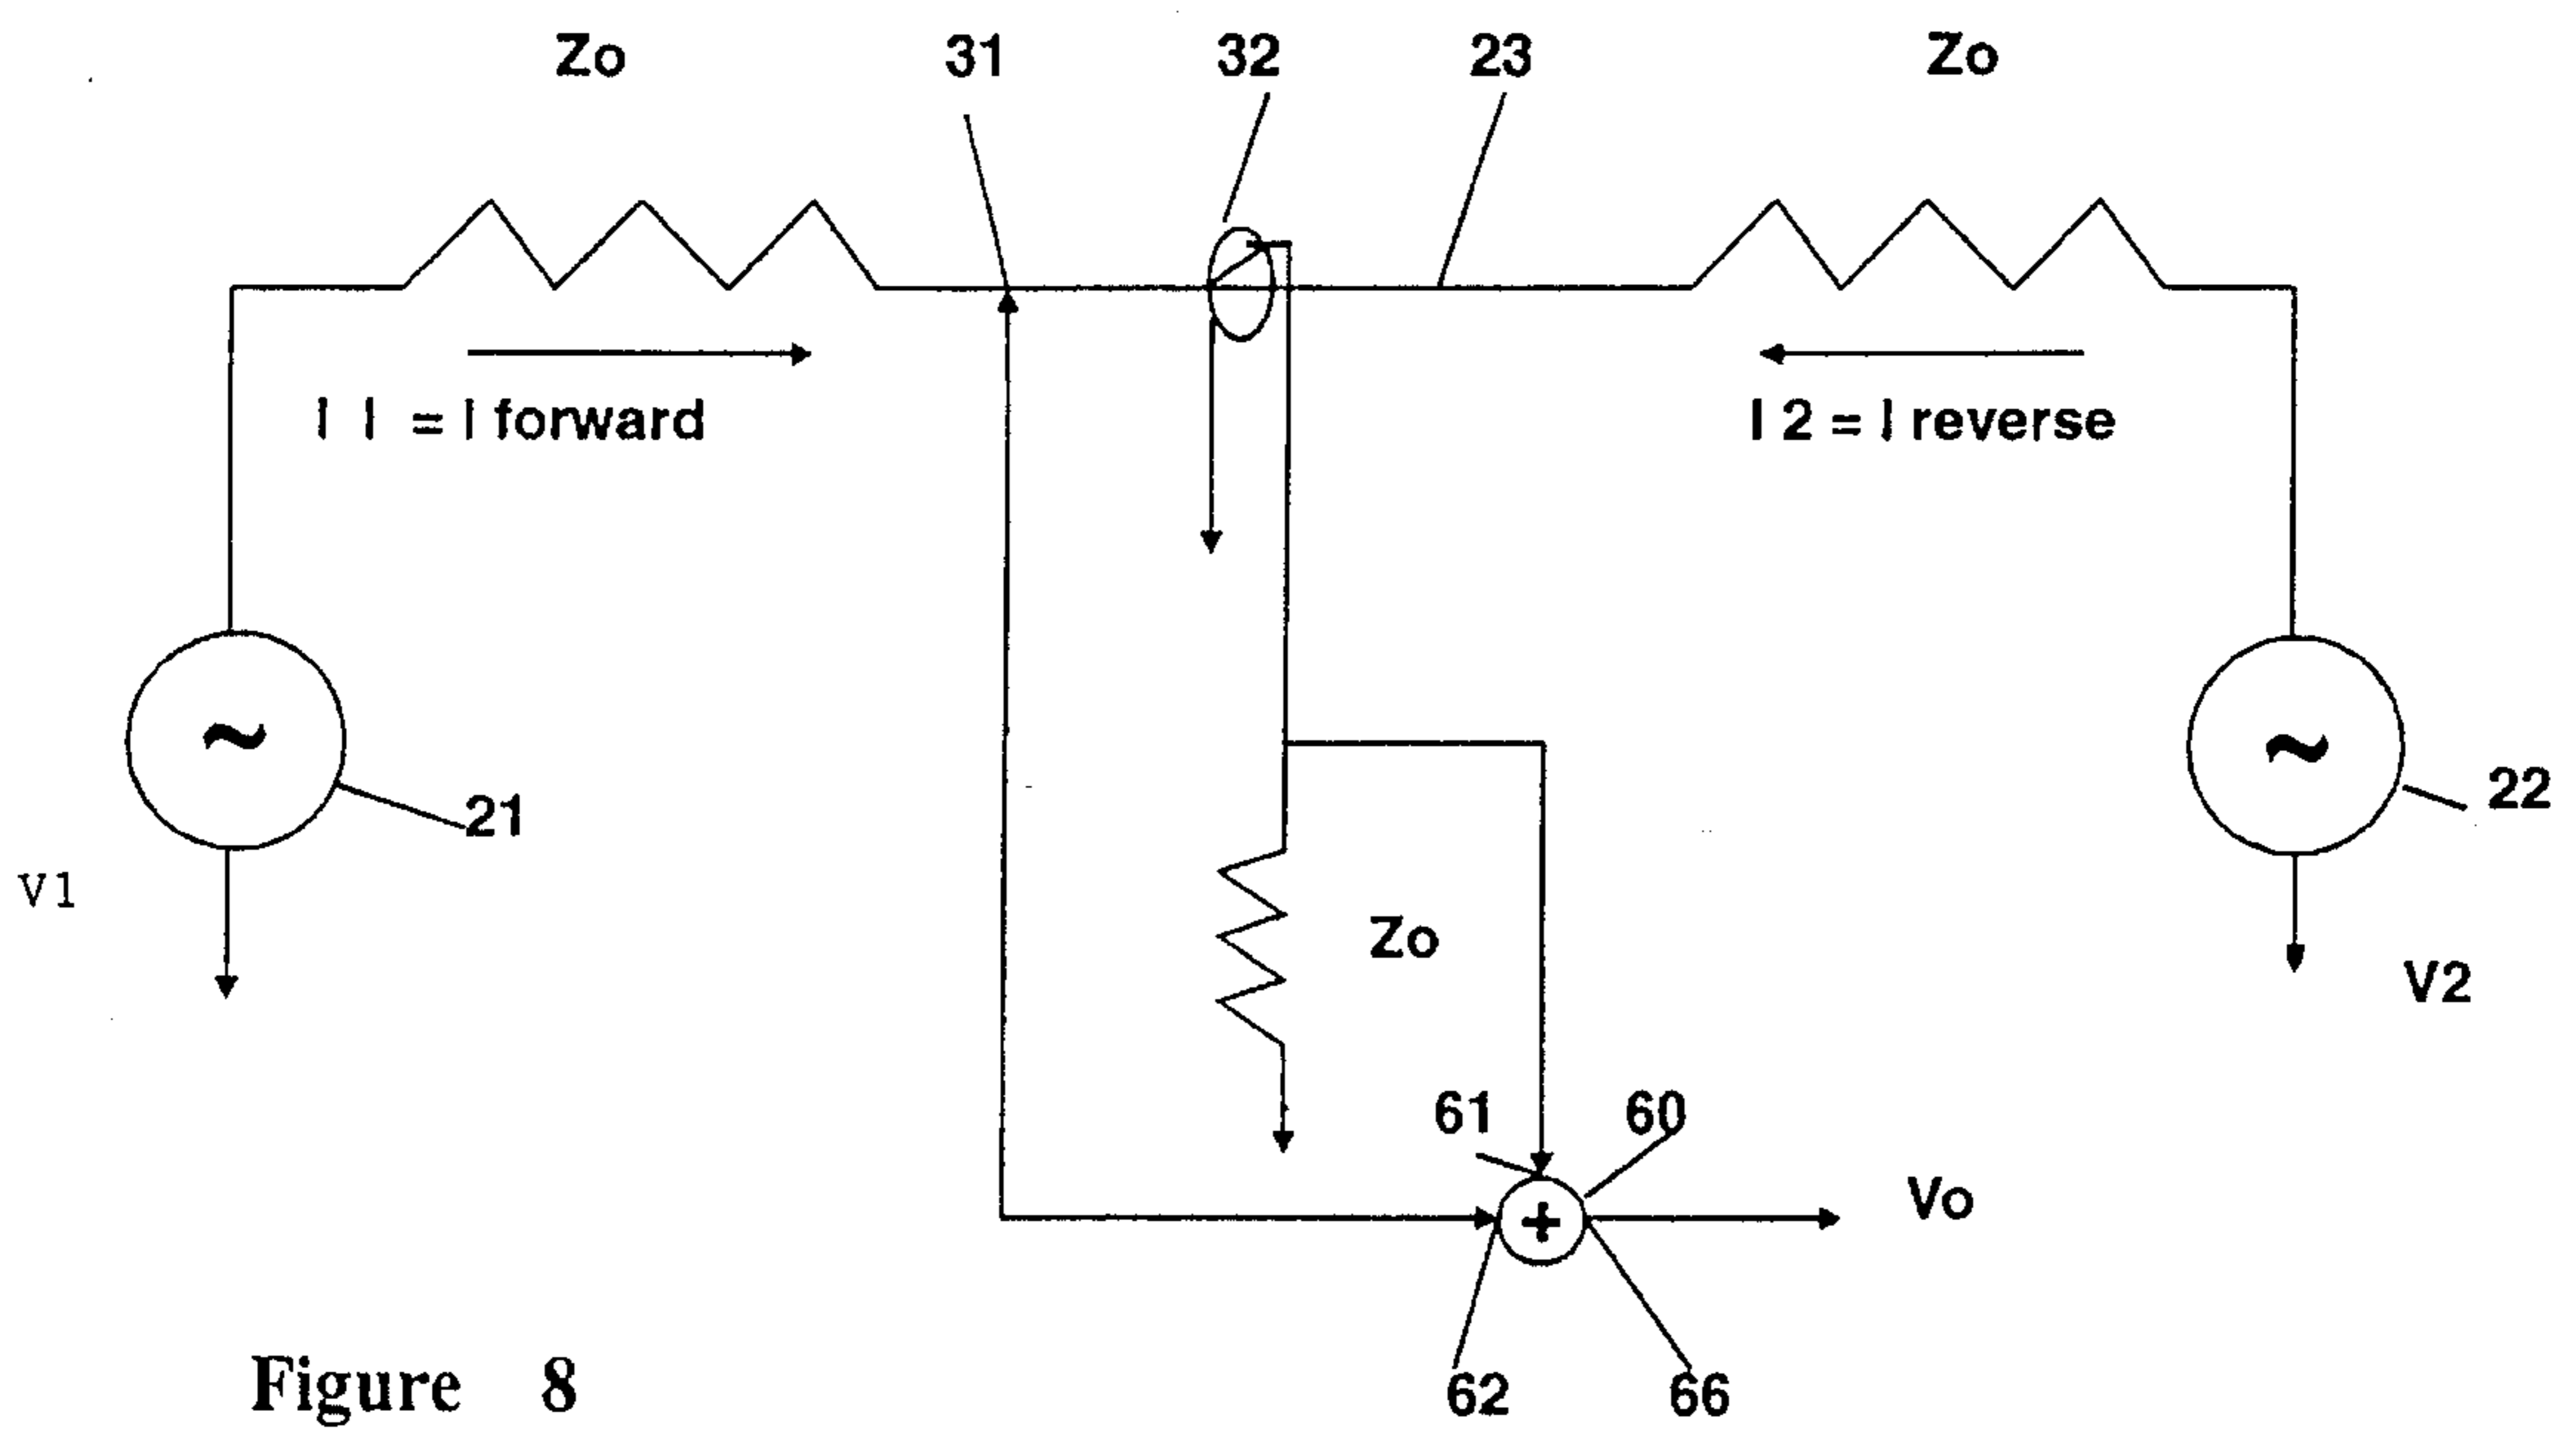 Zo 31 32 23 Zo
I I = I forward
I 2 = I reverse
~ ~
21 22
V1
Zo
V2
61 60
Vo
+
62 66
Figure 8